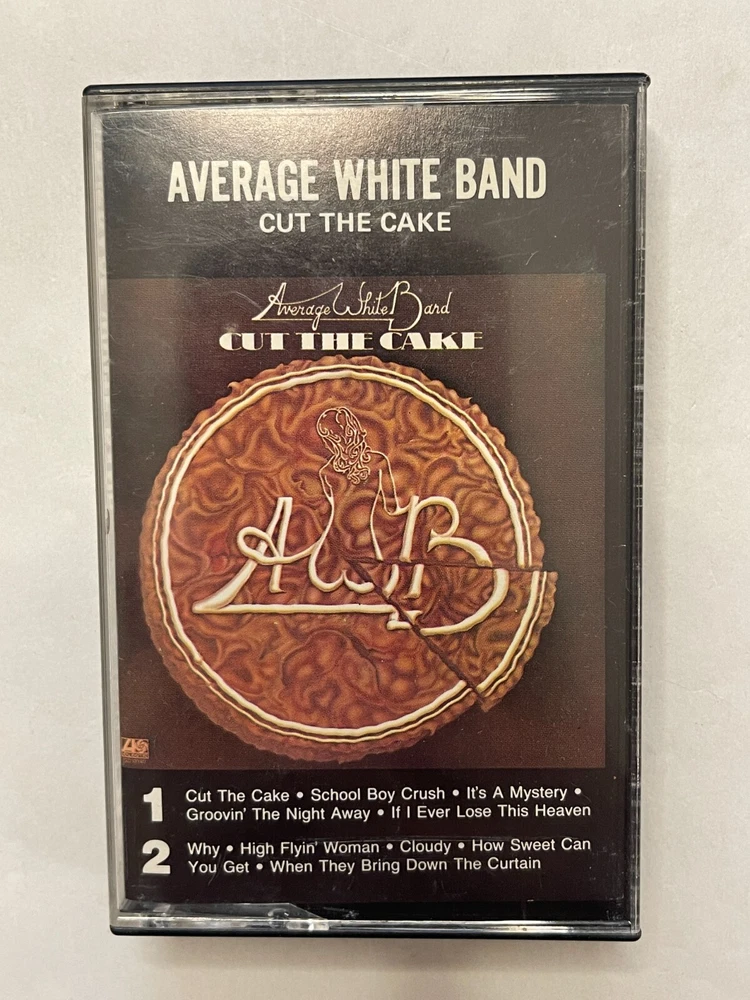 AVERAGE WHITE BAND
CUT THE CAKE
Average White Band
CUT THE CAKE
AWB
1 Cut The Cake • School Boy Crush • It's A Mystery •
Groovin' The Night Away • If I Ever Lose This Heaven
2 Why • High Flyin' Woman • Cloudy • How Sweet Can
You Get • When They Bring Down The Curtain